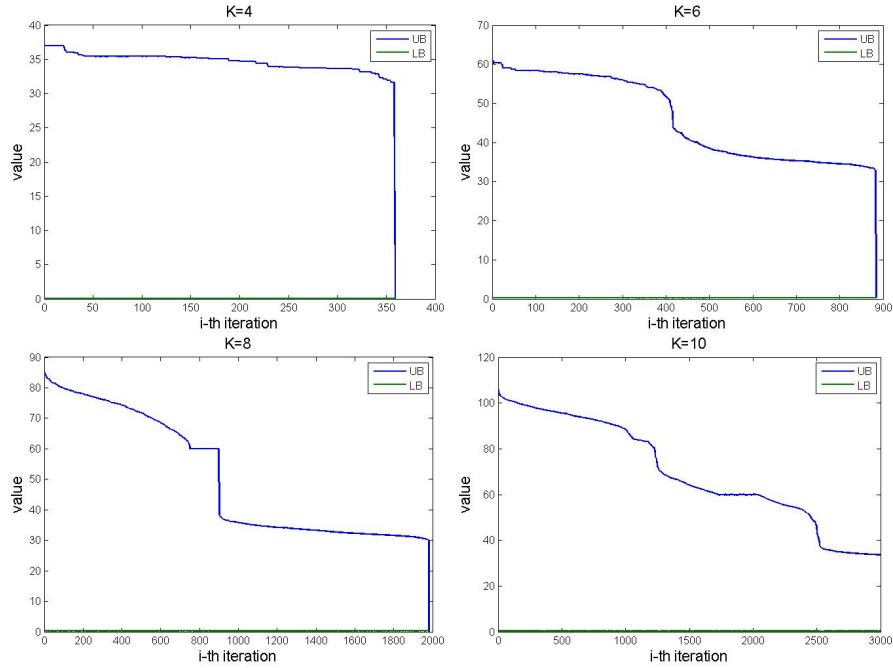 K=4
40
35
30
25
20
15
10
5
0
value
UB
LB
0 50 100 150 200 250 300 350 400
i-th iteration
K=6
70
60
50
40
30
20
10
0
value
UB
LB
0 100 200 300 400 500 600 700 800 900
i-th iteration
K=8
90
80
70
60
50
40
30
20
10
0
value
UB
LB
0 200 400 600 800 1000 1200 1400 1600 1800 2000
i-th iteration
K=10
120
100
80
60
40
20
0
value
UB
LB
0 500 1000 1500 2000 2500 3000
i-th iteration